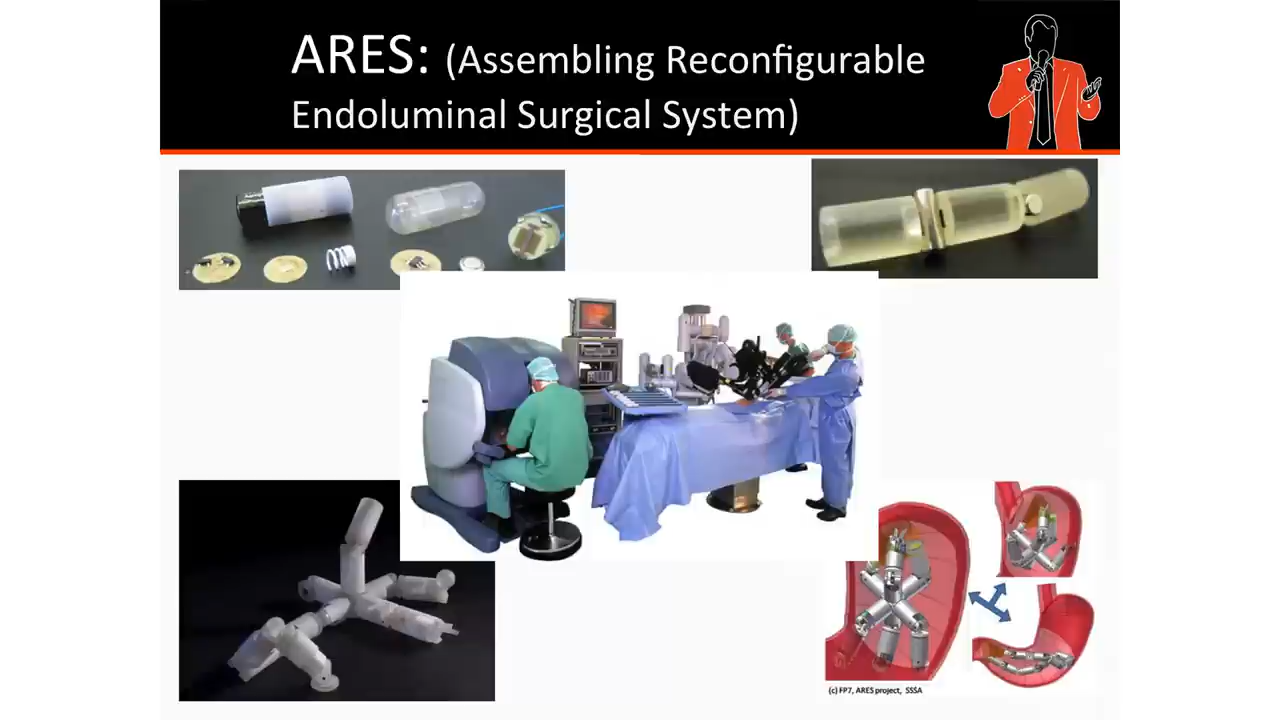 ARES: (Assembling Reconfigurable
Endoluminal Surgical System)
(c) FP7, ARES project, SSSA